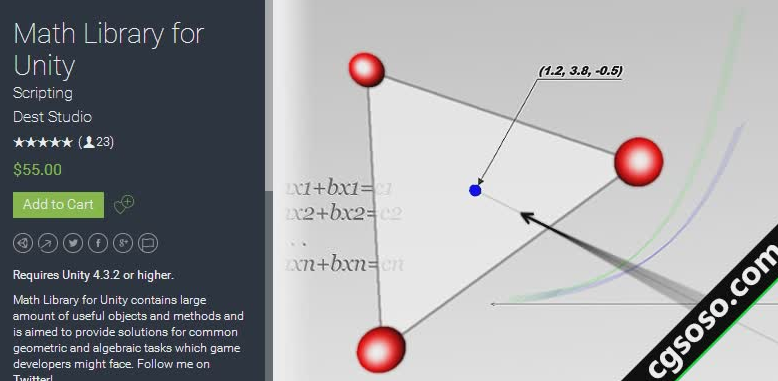 Math Library for
Unity
Scripting
Dest Studio
★★★★★ (23)
$55.00
Add to Cart
Requires Unity 4.3.2 or higher.
Math Library for Unity contains large
amount of useful objects and methods and
is aimed to provide solutions for common
geometric and algebraic tasks which game
developers might face. Follow me on
Twitter!
(1.2, 3.8, -0.5)
ax1+bx1=c1
ax2+bx2=c2
. . .
axn+bxn=cn
cgsoso.com